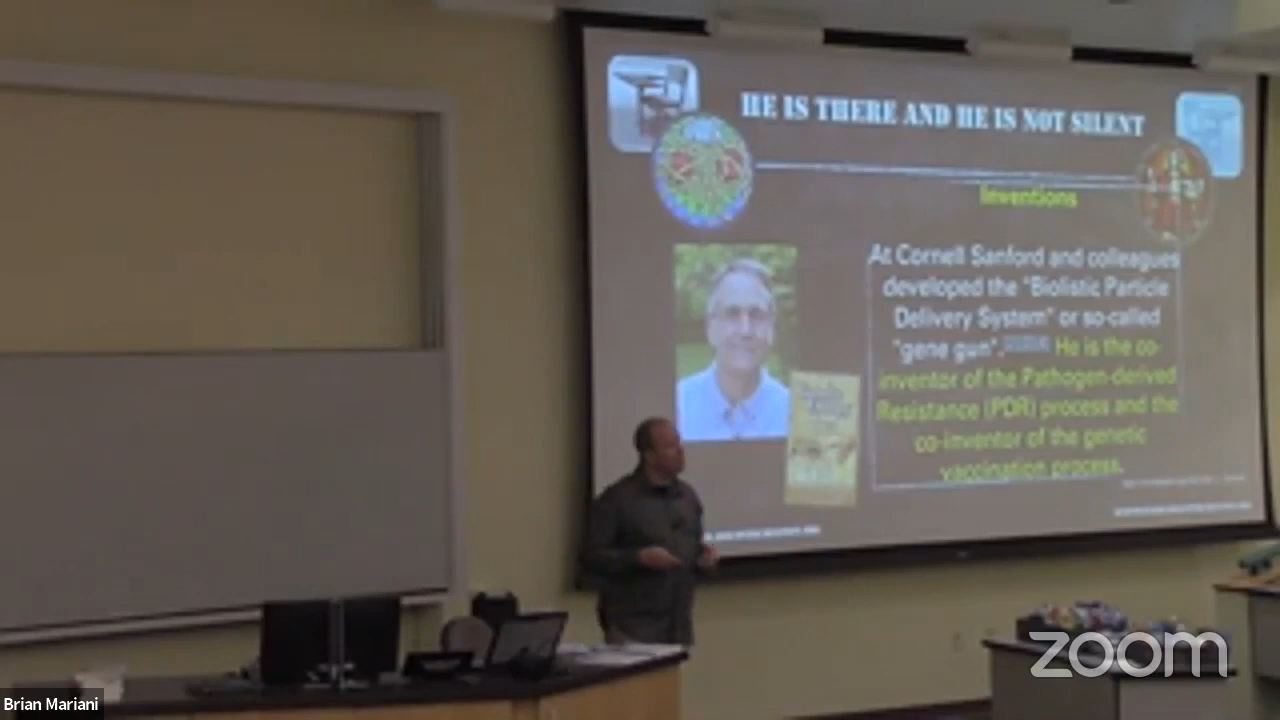 HE IS THERE AND HE IS NOT SILENT
Inventions
At Cornell Sanford and colleagues
developed the "Biolistic Particle
Delivery System" or so-called
"gene gun". He is the co-
inventor of the Pathogen-derived
Resistance (PDR) process and the
co-inventor of the genetic
vaccination process.
zoom
Brian Mariani